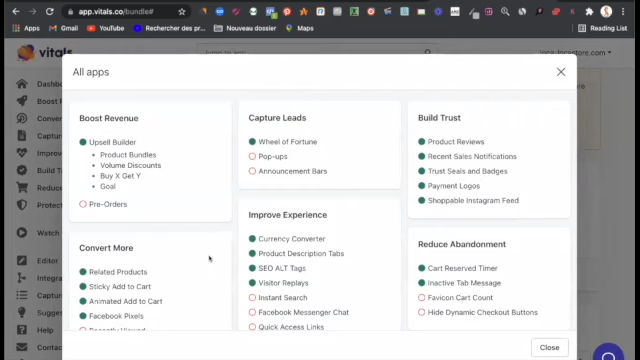 app.vitals.co/bundle#
Apps
Gmail
YouTube
Rechercher des pr...
Nouveau dossier
Maps
Reading List
vitals
All apps
Boost Revenue
Upsell Builder
Product Bundles
Volume Discounts
Buy X Get Y
Goal
Pre-Orders
Convert More
Related Products
Sticky Add to Cart
Animated Add to Cart
Facebook Pixels
Recently Viewed
Capture Leads
Wheel of Fortune
Pop-ups
Announcement Bars
Improve Experience
Currency Converter
Product Description Tabs
SEO ALT Tags
Visitor Replays
Instant Search
Facebook Messenger Chat
Quick Access Links
Build Trust
Product Reviews
Recent Sales Notifications
Trust Seals and Badges
Payment Logos
Shoppable Instagram Feed
Reduce Abandonment
Cart Reserved Timer
Inactive Tab Message
Favicon Cart Count
Hide Dynamic Checkout Buttons
Close